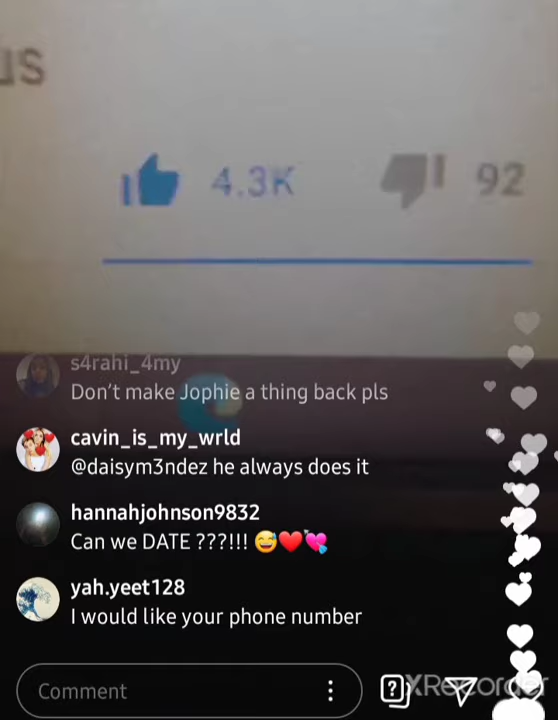 us
4.3K 92
s4rahi_4my
Don't make Jophie a thing back pls
cavin_is_my_wrld
@daisym3ndez he always does it
hannahjohnson9832
Can we DATE ???!!! 😅❤️💘
yah.yeet128
I would like your phone number
Comment
XRecorder